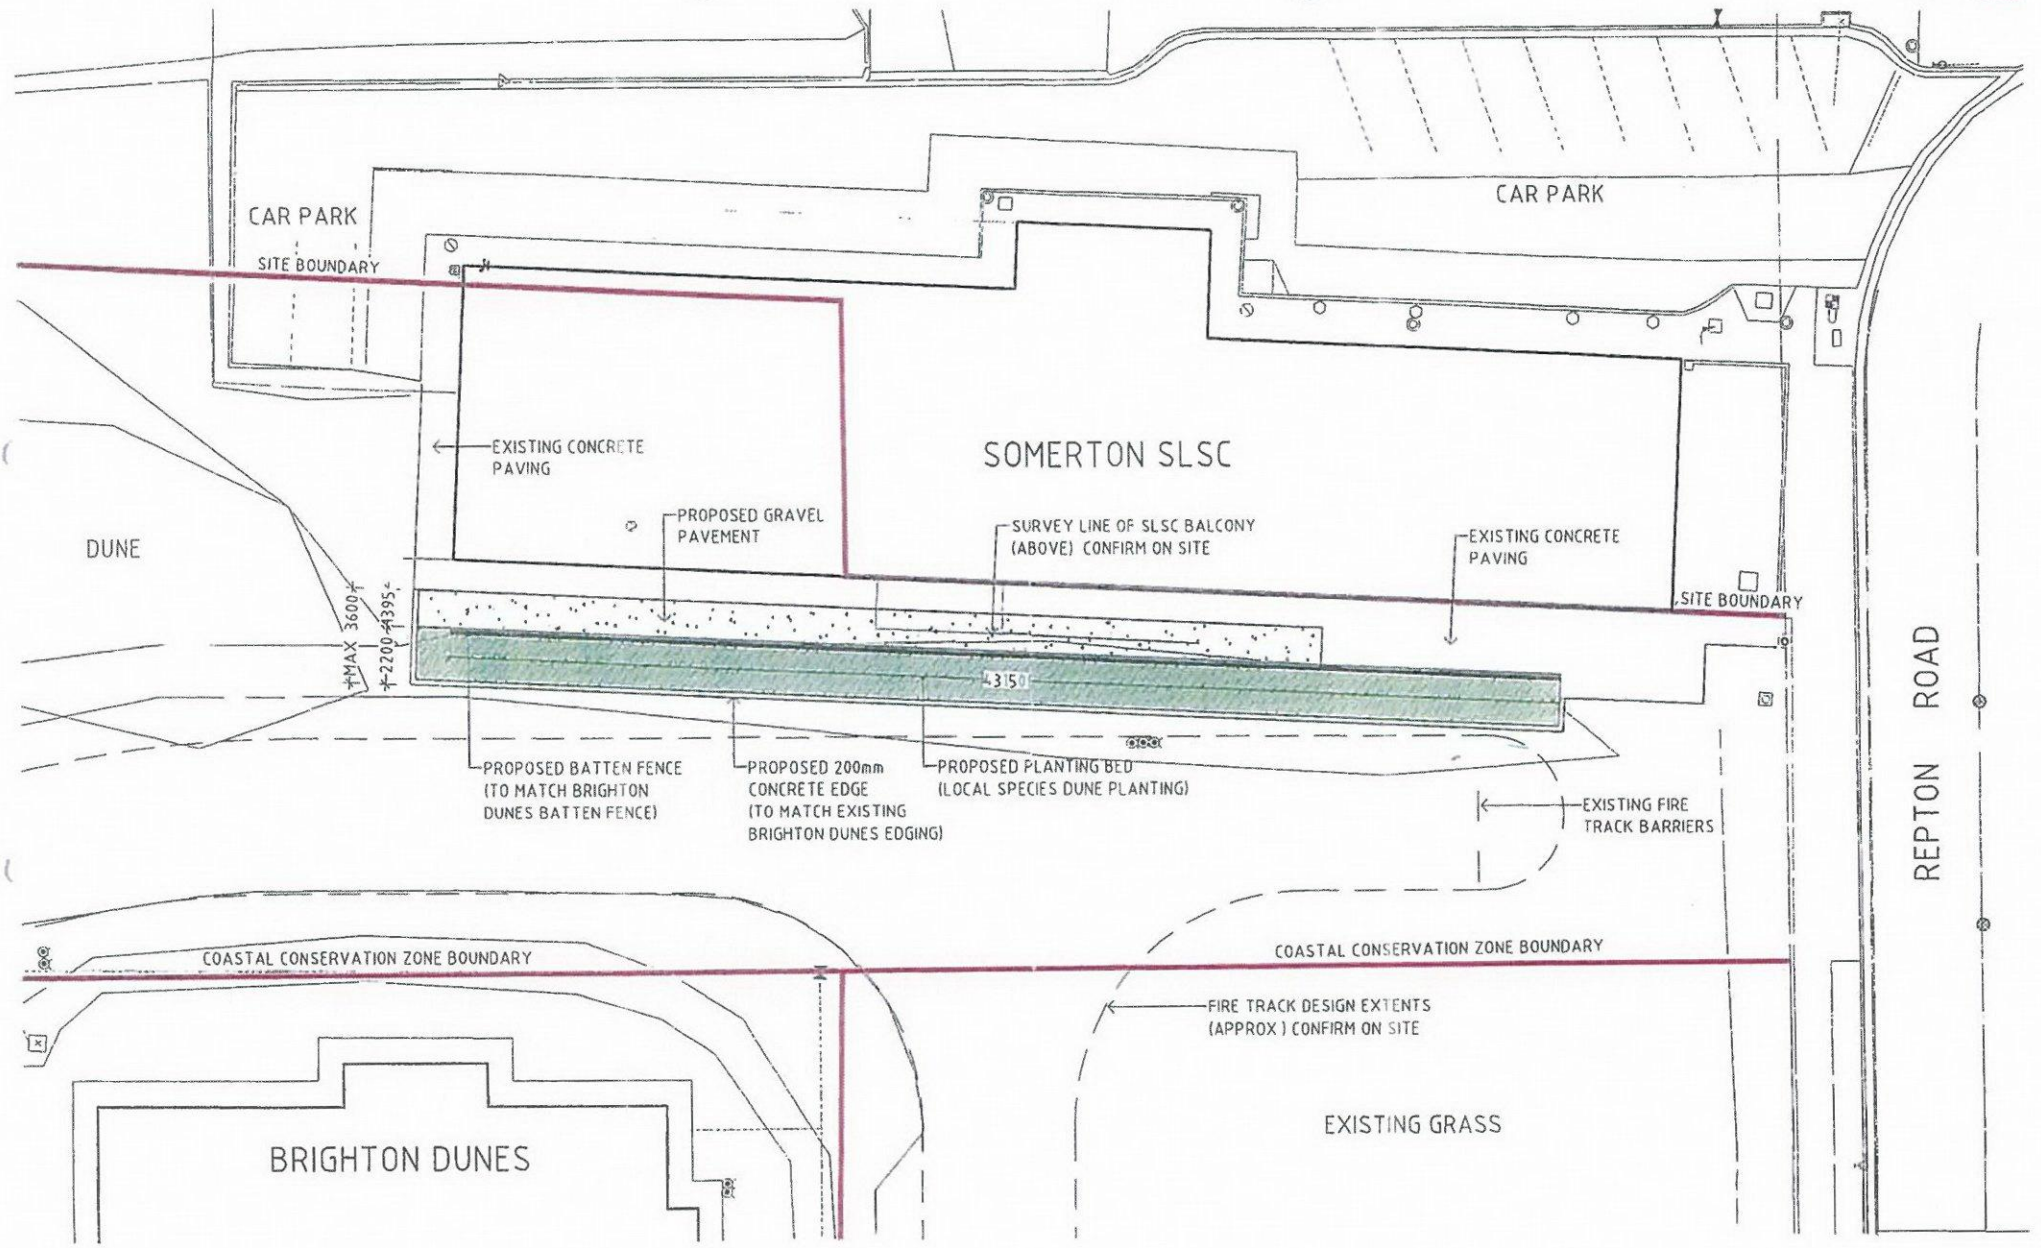 CAR PARK
CAR PARK
SITE BOUNDARY
EXISTING CONCRETE
PAVING
SOMERTON SLSC
PROPOSED GRAVEL
PAVEMENT
SURVEY LINE OF SLSC BALCONY
(ABOVE) CONFIRM ON SITE
EXISTING CONCRETE
PAVING
DUNE
MAX 3600
2200
1395
SITE BOUNDARY
43150
REPTON ROAD
PROPOSED BATTEN FENCE
(TO MATCH BRIGHTON
DUNES BATTEN FENCE)
PROPOSED 200mm
CONCRETE EDGE
(TO MATCH EXISTING
BRIGHTON DUNES EDGING)
PROPOSED PLANTING BED
(LOCAL SPECIES DUNE PLANTING)
EXISTING FIRE
TRACK BARRIERS
COASTAL CONSERVATION ZONE BOUNDARY
COASTAL CONSERVATION ZONE BOUNDARY
FIRE TRACK DESIGN EXTENTS
(APPROX ) CONFIRM ON SITE
EXISTING GRASS
BRIGHTON DUNES